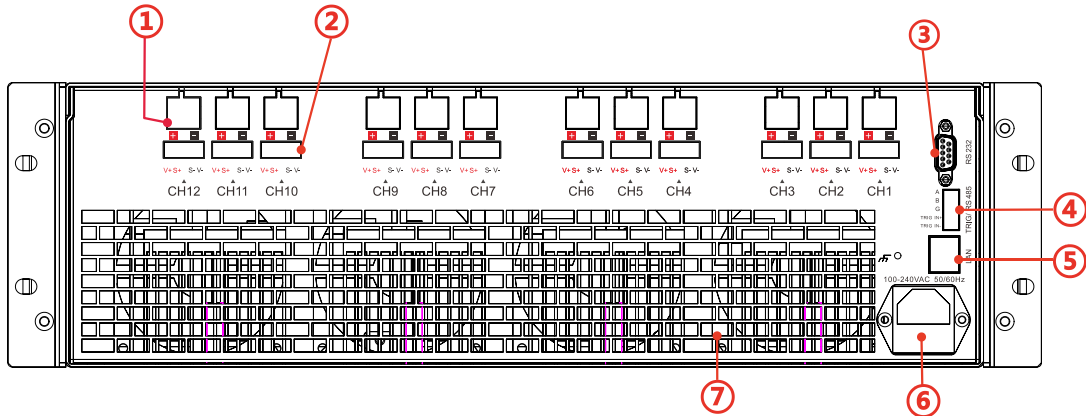 1
2
3
+ - + - + - + - + - + - + - + - + - + - + - + -
V+S+ S-V- V+S+ S-V- V+S+ S-V- V+S+ S-V- V+S+ S-V- V+S+ S-V- V+S+ S-V- V+S+ S-V- V+S+ S-V- V+S+ S-V- V+S+ S-V- V+S+ S-V-
CH12 CH11 CH10 CH9 CH8 CH7 CH6 CH5 CH4 CH3 CH2 CH1
RS 232
A
B
G
TRIG IN+
TRIG IN-
TRIG/RS 485
4
LAN
5
100-240VAC 50/60Hz
7
6